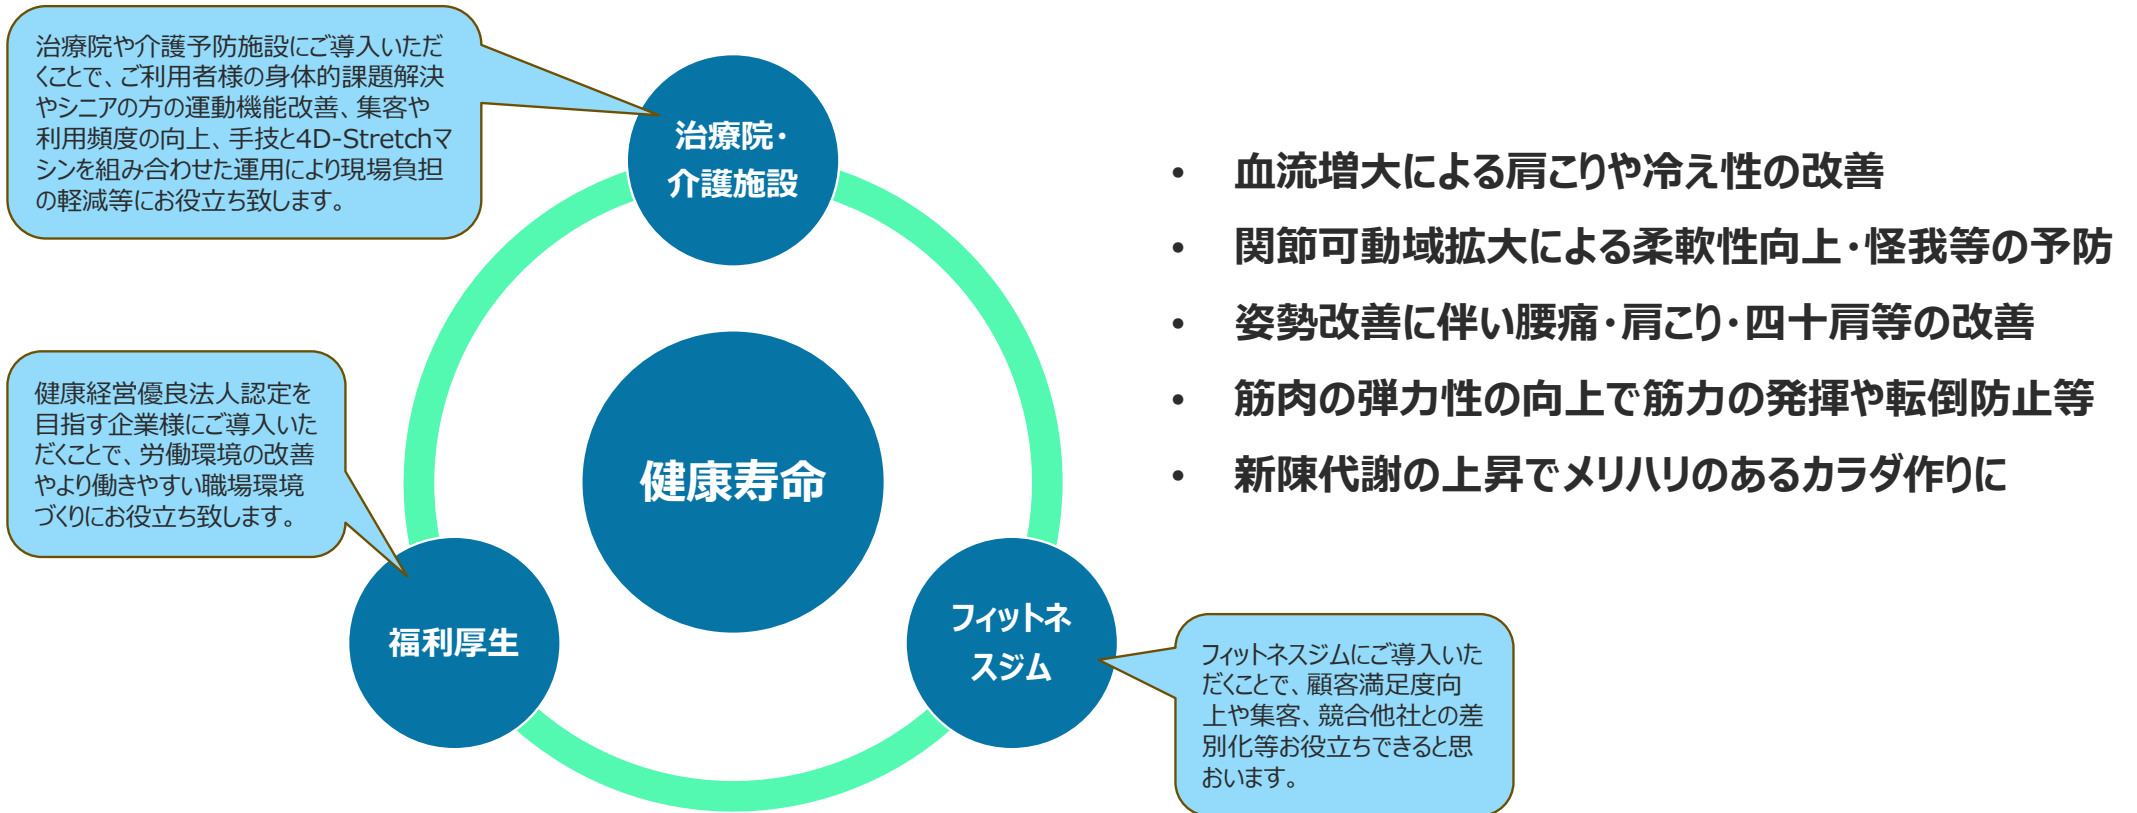 治療院や介護予防施設にご導入いただ
くことで、ご利用者様の身体的課題解決
やシニアの方の運動機能改善、集客や
利用頻度の向上、手技と4D-Stretchマ
シンを組み合わせた運用により現場負担
の軽減等にお役立ち致します。
治療院・
介護施設
健康経営優良法人認定を
目指す企業様にご導入いた
だくことで、労働環境の改善
やより働きやすい職場環境
づくりにお役立ち致します。
健康寿命
福利厚生
フィットネ
スジム
フィットネスジムにご導入いた
だくことで、顧客満足度向
上や集客、競合他社との差
別化等お役立ちできると思
おいます。
• 血流増大による肩こりや冷え性の改善
• 関節可動域拡大による柔軟性向上・怪我等の予防
• 姿勢改善に伴い腰痛・肩こり・四十肩等の改善
• 筋肉の弾力性の向上で筋力の発揮や転倒防止等
• 新陳代謝の上昇でメリハリのあるカラダ作りに